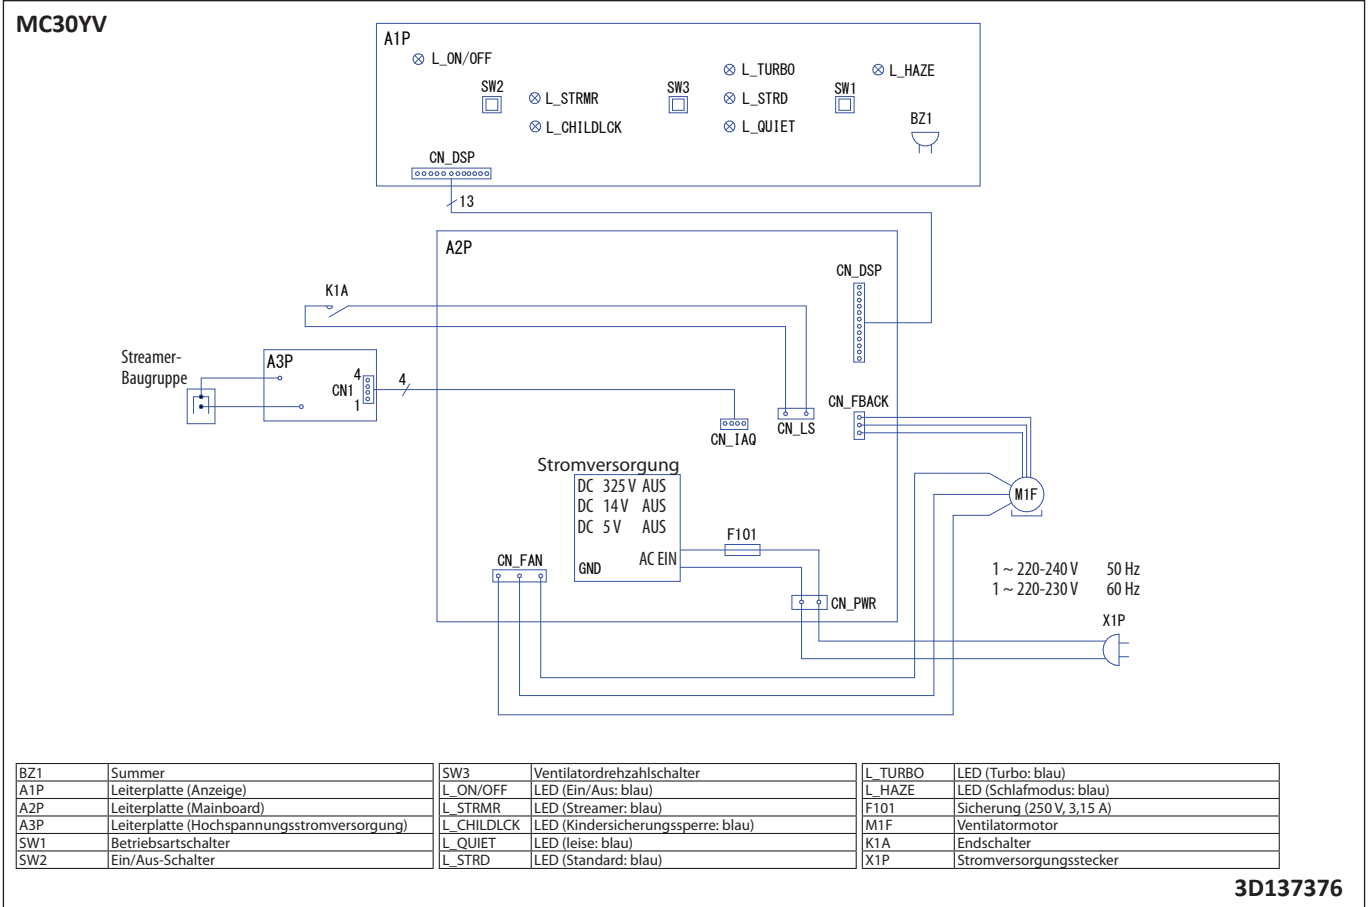 MC30YV
A1P
L_ON/OFF
SW2
L_STRMR
L_CHILDLCK
SW3
L_TURBO
L_STRD
L_QUIET
SW1
L_HAZE
BZ1
CN_DSP
13
A2P
CN_DSP
K1A
Streamer-
Baugruppe
A3P
4
CN1
1
4
CN_IAQ
CN_LS
CN_FBACK
M1F
Stromversorgung
DC 325 V AUS
DC 14 V AUS
DC 5 V AUS
AC EIN
GND
F101
CN_FAN
CN_PWR
1 ~ 220-240 V 50 Hz
1 ~ 220-230 V 60 Hz
X1P
BZ1 Summer
A1P Leiterplatte (Anzeige)
A2P Leiterplatte (Mainboard)
A3P Leiterplatte (Hochspannungsstromversorgung)
SW1 Betriebsartschalter
SW2 Ein/Aus-Schalter
SW3 Ventilatordrehzahlschalter
L_ON/OFF LED (Ein/Aus: blau)
L_STRMR LED (Streamer: blau)
L_CHILDLCK LED (Kindersicherungssperre: blau)
L_QUIET LED (leise: blau)
L_STRD LED (Standard: blau)
L_TURBO LED (Turbo: blau)
L_HAZE LED (Schlafmodus: blau)
F101 Sicherung (250 V, 3,15 A)
M1F Ventilatormotor
K1A Endschalter
X1P Stromversorgungsstecker
3D137376